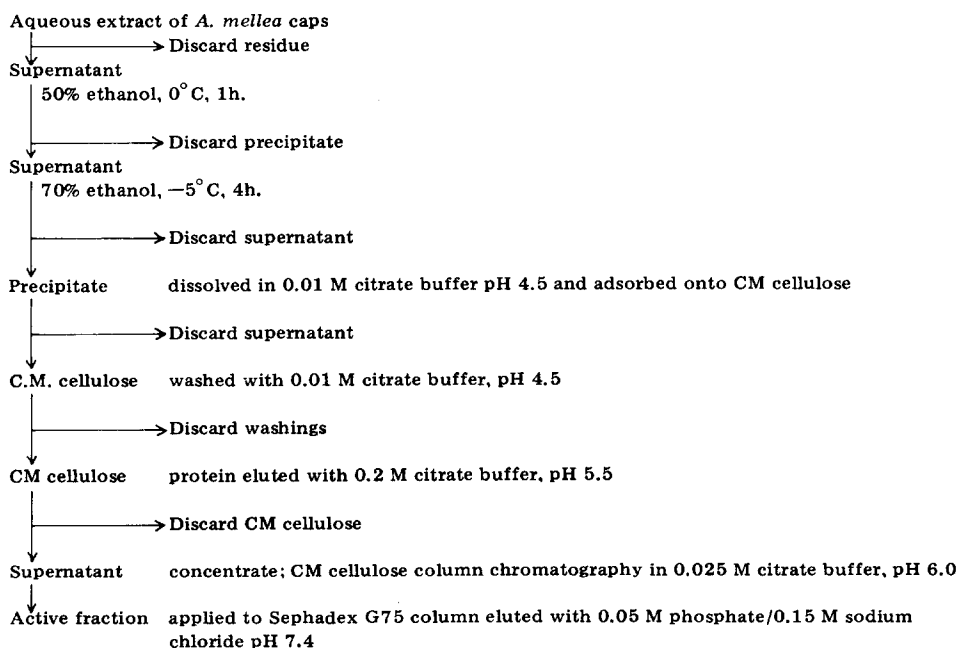 Aqueous extract of A. mellea caps
Discard residue
Supernatant
50% ethanol, 0°C, 1h.
Discard precipitate
Supernatant
70% ethanol, —5°C, 4h.
Discard supernatant
Precipitate dissolved in 0.01 M citrate buffer pH 4.5 and adsorbed onto CM cellulose
Discard supernatant
C.M. cellulose washed with 0.01 M citrate buffer, pH 4.5
Discard washings
CM cellulose protein eluted with 0.2 M citrate buffer, pH 5.5
Discard CM cellulose
Supernatant concentrate; CM cellulose column chromatography in 0.025 M citrate buffer, pH 6.0
Active fraction applied to Sephadex G75 column eluted with 0.05 M phosphate/0.15 M sodium
chloride pH 7.4